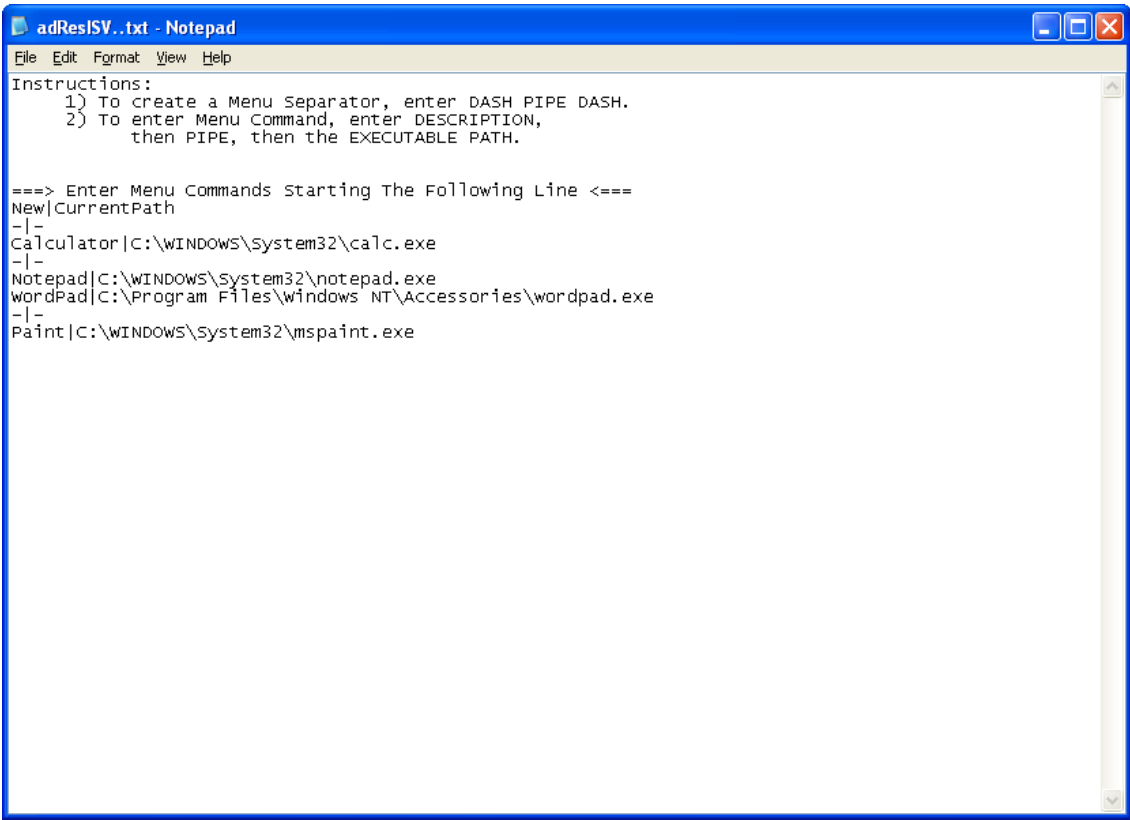 adResISV..txt - Notepad
File Edit Format View Help
Instructions:
1) To create a Menu Separator, enter DASH PIPE DASH.
2) To enter Menu Command, enter DESCRIPTION,
then PIPE, then the EXECUTABLE PATH.
===> Enter Menu Commands Starting The Following Line <===
New|CurrentPath
-|-
Calculator|C:\WINDOWS\System32\calc.exe
-|-
Notepad|C:\WINDOWS\System32\notepad.exe
WordPad|C:\Program Files\Windows NT\Accessories\wordpad.exe
-|-
Paint|C:\WINDOWS\System32\mspaint.exe